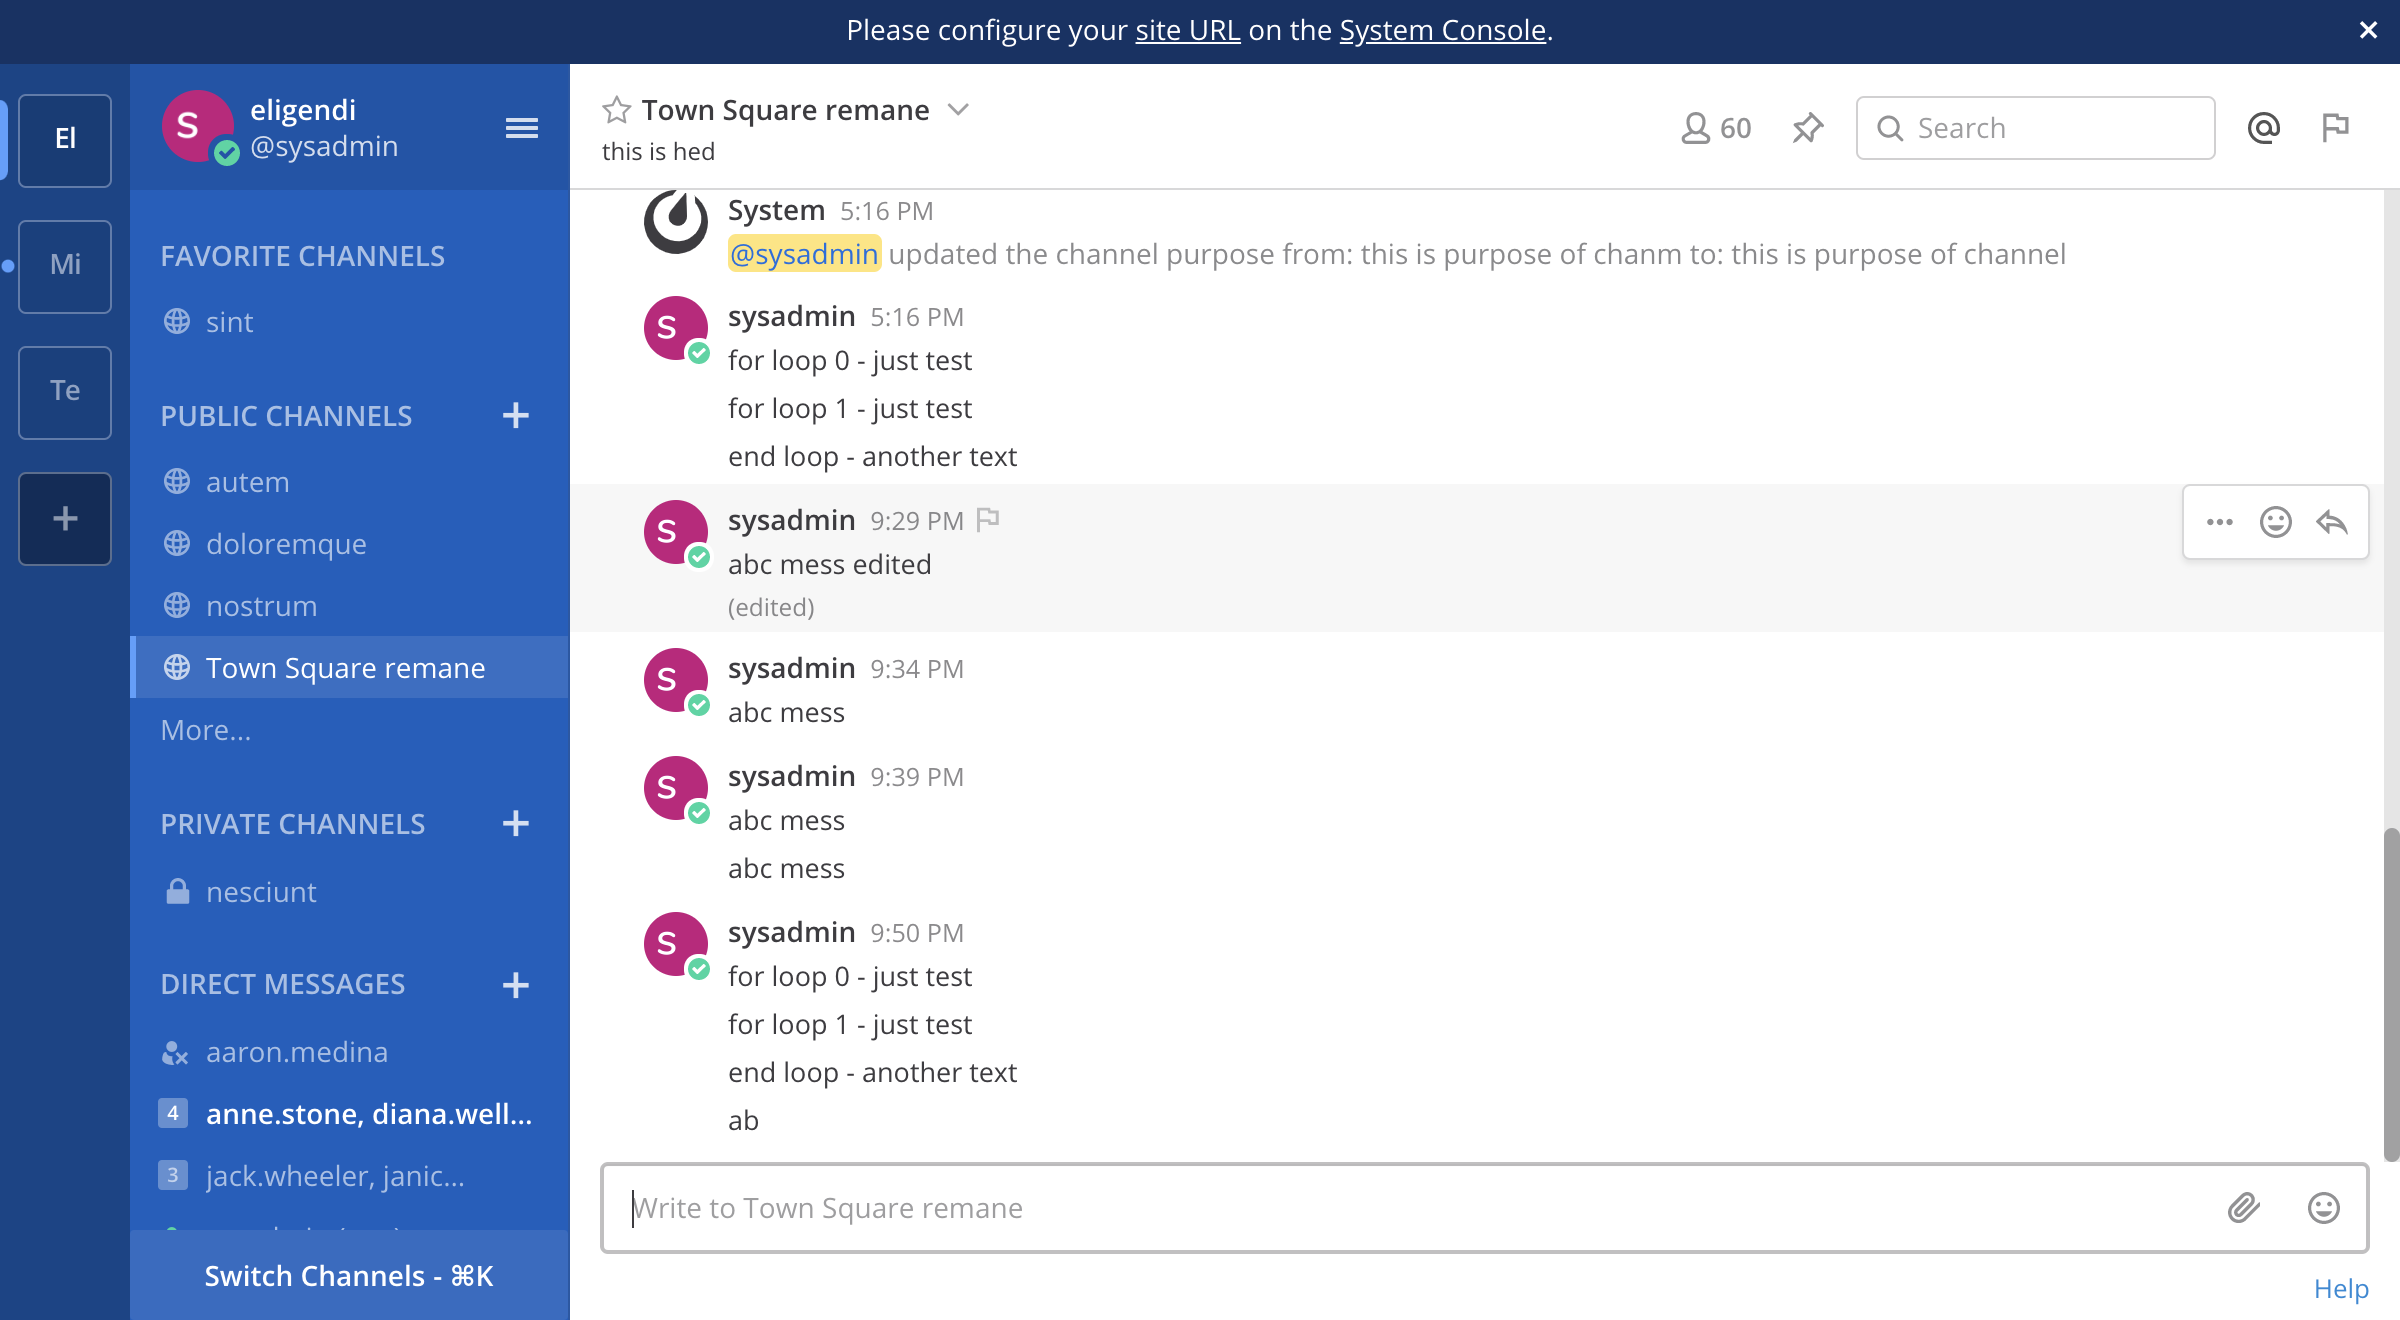 Please configure your site URL on the System Console.
El
Mi
Te
S
eligendi
@sysadmin
FAVORITE CHANNELS
sint
PUBLIC CHANNELS
autem
doloremque
nostrum
Town Square remane
More...
PRIVATE CHANNELS
nesciunt
DIRECT MESSAGES
aaron.medina
4 anne.stone, diana.well...
3 jack.wheeler, janic...
Switch Channels - ⌘K
Town Square remane
this is hed
60
Search
System 5:16 PM
@sysadmin updated the channel purpose from: this is purpose of chanm to: this is purpose of channel
S
sysadmin 5:16 PM
for loop 0 - just test
for loop 1 - just test
end loop - another text
S
sysadmin 9:29 PM
abc mess edited
(edited)
S
sysadmin 9:34 PM
abc mess
S
sysadmin 9:39 PM
abc mess
abc mess
S
sysadmin 9:50 PM
for loop 0 - just test
for loop 1 - just test
end loop - another text
ab
Write to Town Square remane
Help